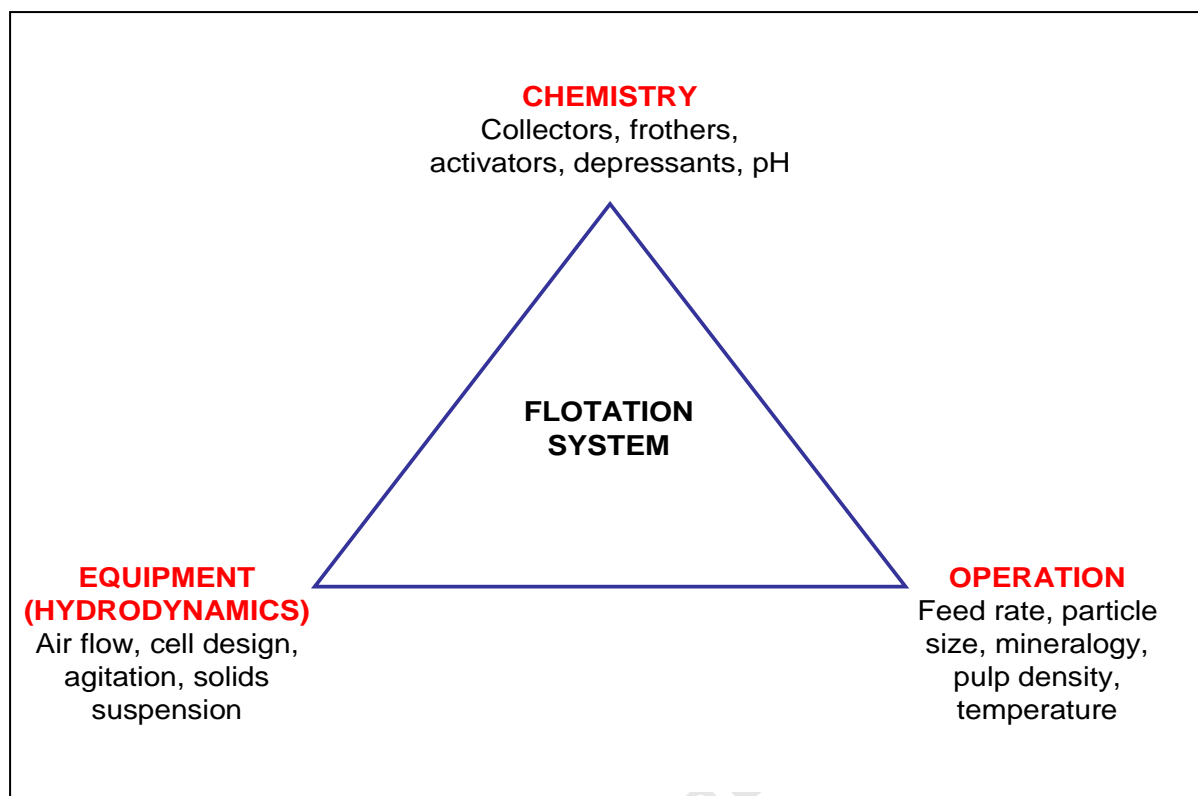 CHEMISTRY
Collectors, frothers,
activators, depressants, pH
FLOTATION
SYSTEM
EQUIPMENT
(HYDRODYNAMICS)
Air flow, cell design,
agitation, solids
suspension
OPERATION
Feed rate, particle
size, mineralogy,
pulp density,
temperature